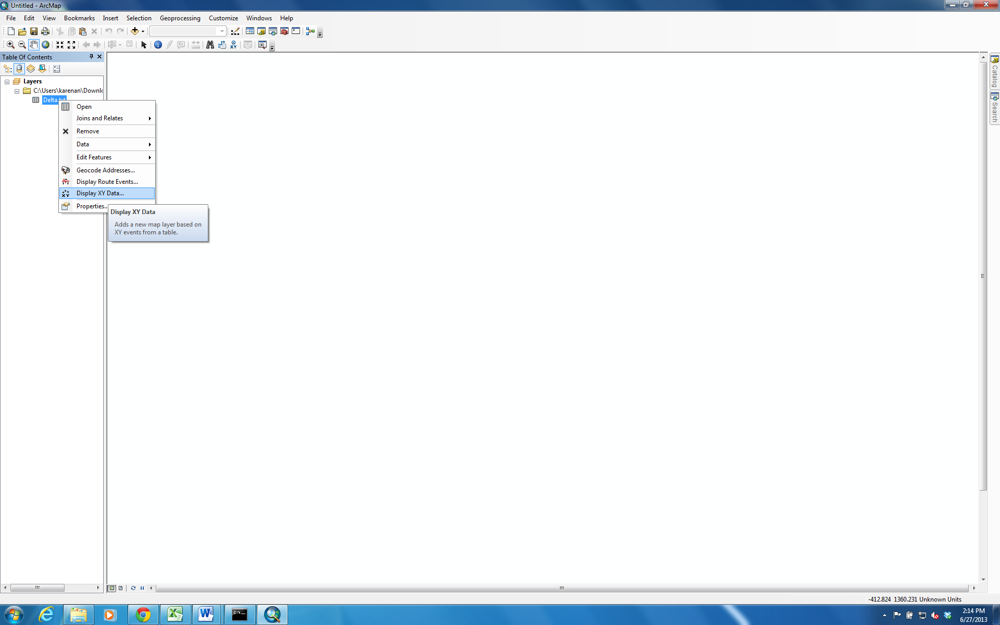 Untitled - ArcMap
File Edit View Bookmarks Insert Selection Geoprocessing Customize Windows Help
XY
Table Of Contents
Layers
C:\Users\karenan\Downlo
Delta.txt
Open
Joins and Relates
Remove
Data
Edit Features
Geocode Addresses...
Display Route Events...
Display XY Data...
Properties...
Display XY Data
Adds a new map layer based on
XY events from a table.
Catalog
Search
-412.824 1360.231 Unknown Units
C:\_
2:14 PM
6/27/2013